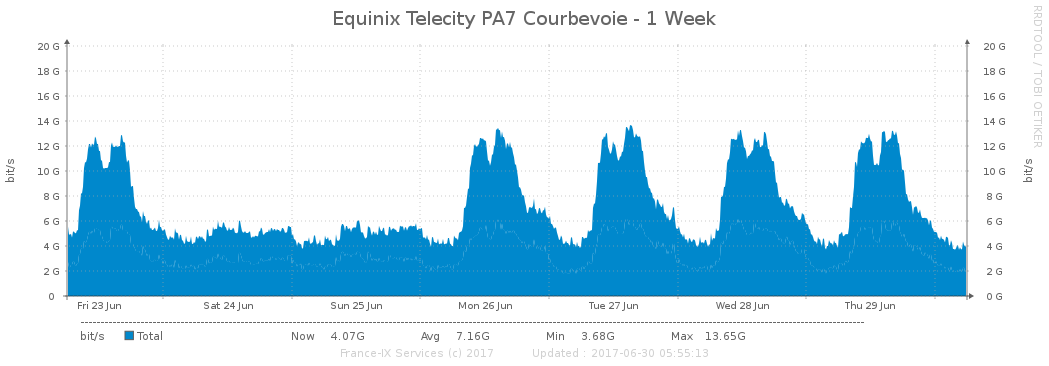 Equinix Telecity PA7 Courbevoie - 1 Week
RRDTOOL / TOBI OETIKER
bit/s
bit/s
20 G 20 G
18 G 18 G
16 G 16 G
14 G 14 G
12 G 12 G
10 G 10 G
8 G 8 G
6 G 6 G
4 G 4 G
2 G 2 G
0 0 G
Fri 23 Jun Sat 24 Jun Sun 25 Jun Mon 26 Jun Tue 27 Jun Wed 28 Jun Thu 29 Jun
bit/s Total Now 4.07G Avg 7.16G Min 3.68G Max 13.65G
France-IX Services (c) 2017 Updated : 2017-06-30 05:55:13